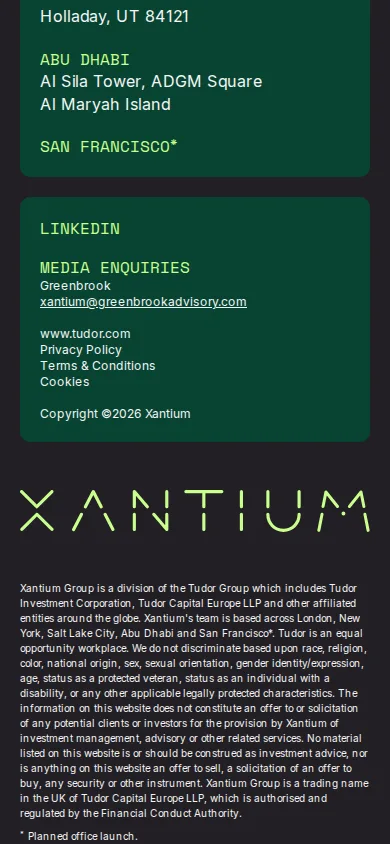 Holladay, UT 84121
ABU DHABI
Al Sila Tower, ADGM Square
Al Maryah Island
SAN FRANCISCO*
LINKEDIN
MEDIA ENQUIRIES
Greenbrook
xantium@greenbrookadvisory.com
www.tudor.com
Privacy Policy
Terms & Conditions
Cookies
Copyright ©2026 Xantium
XANTIUM
Xantium Group is a division of the Tudor Group which includes Tudor
Investment Corporation, Tudor Capital Europe LLP and other affiliated
entities around the globe. Xantium's team is based across London, New
York, Salt Lake City, Abu Dhabi and San Francisco*. Tudor is an equal
opportunity workplace. We do not discriminate based upon race, religion,
color, national origin, sex, sexual orientation, gender identity/expression,
age, status as a protected veteran, status as an individual with a
disability, or any other applicable legally protected characteristics. The
information on this website does not constitute an offer to or solicitation
of any potential clients or investors for the provision by Xantium of
investment management, advisory or other related services. No material
listed on this website is or should be construed as investment advice, nor
is anything on this website an offer to sell, a solicitation of an offer to
buy, any security or other instrument. Xantium Group is a trading name
in the UK of Tudor Capital Europe LLP, which is authorised and
regulated by the Financial Conduct Authority.
* Planned office launch.